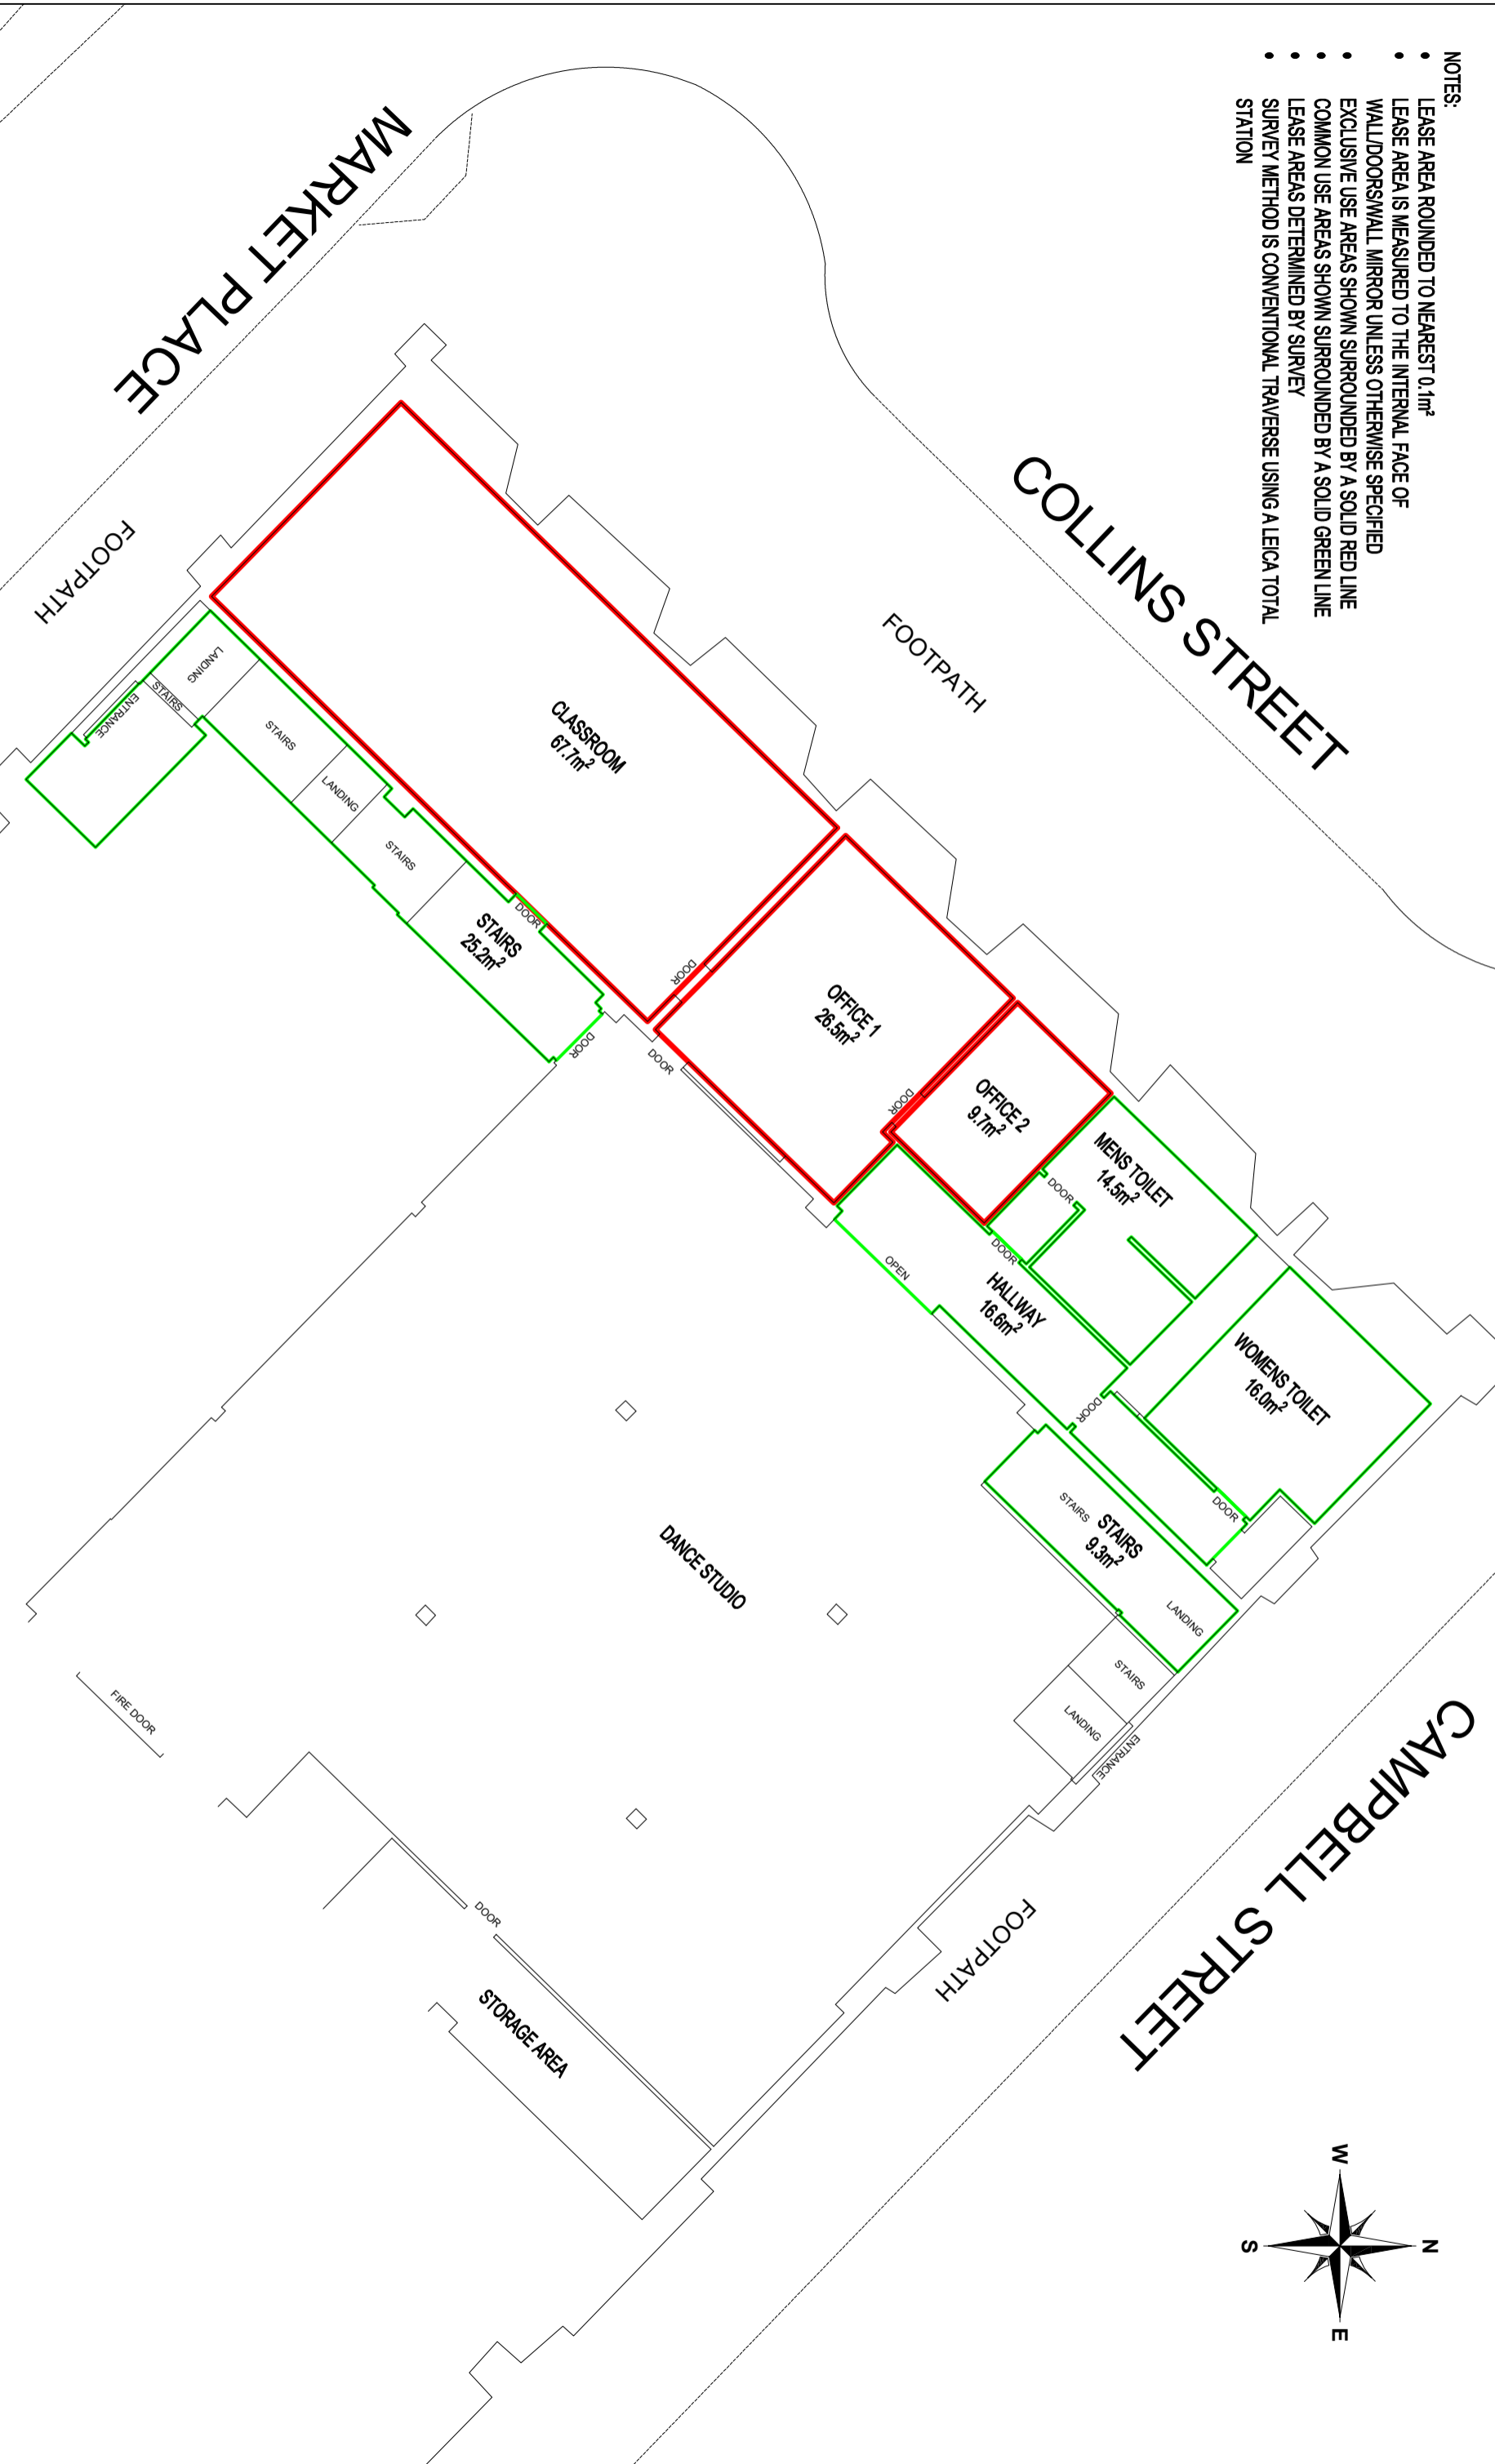 NOTES:
• LEASE AREA ROUNDED TO NEAREST 0.1m²
• LEASE AREA IS MEASURED TO THE INTERNAL FACE OF
WALL/DOORS/WALL MIRROR UNLESS OTHERWISE SPECIFIED
• EXCLUSIVE USE AREAS SHOWN SURROUNDED BY A SOLID RED LINE
• COMMON USE AREAS SHOWN SURROUNDED BY A SOLID GREEN LINE
• LEASE AREAS DETERMINED BY SURVEY
• SURVEY METHOD IS CONVENTIONAL TRAVERSE USING A LEICA TOTAL
STATION
COLLINS STREET
FOOTPATH
MARKET PLACE
FOOTPATH
CAMPBELL STREET
FOOTPATH
N
W
E
S
CLASSROOM
67.7m²
OFFICE 1
26.5m²
OFFICE 2
9.7m²
MENS TOILET
14.5m²
WOMENS TOILET
16.0m²
HALLWAY
16.6m²
STAIRS
9.3m²
STAIRS
LANDING
STAIRS
LANDING
ENTRANCE
STAIRS
25.2m²
LANDING
STAIRS
ENTRANCE
STAIRS
LANDING
STAIRS
DOOR
DOOR
DOOR
DOOR
DOOR
DOOR
DOOR
OPEN
DOOR
DOOR
DANCE STUDIO
FIRE DOOR
DOOR
STORAGE AREA